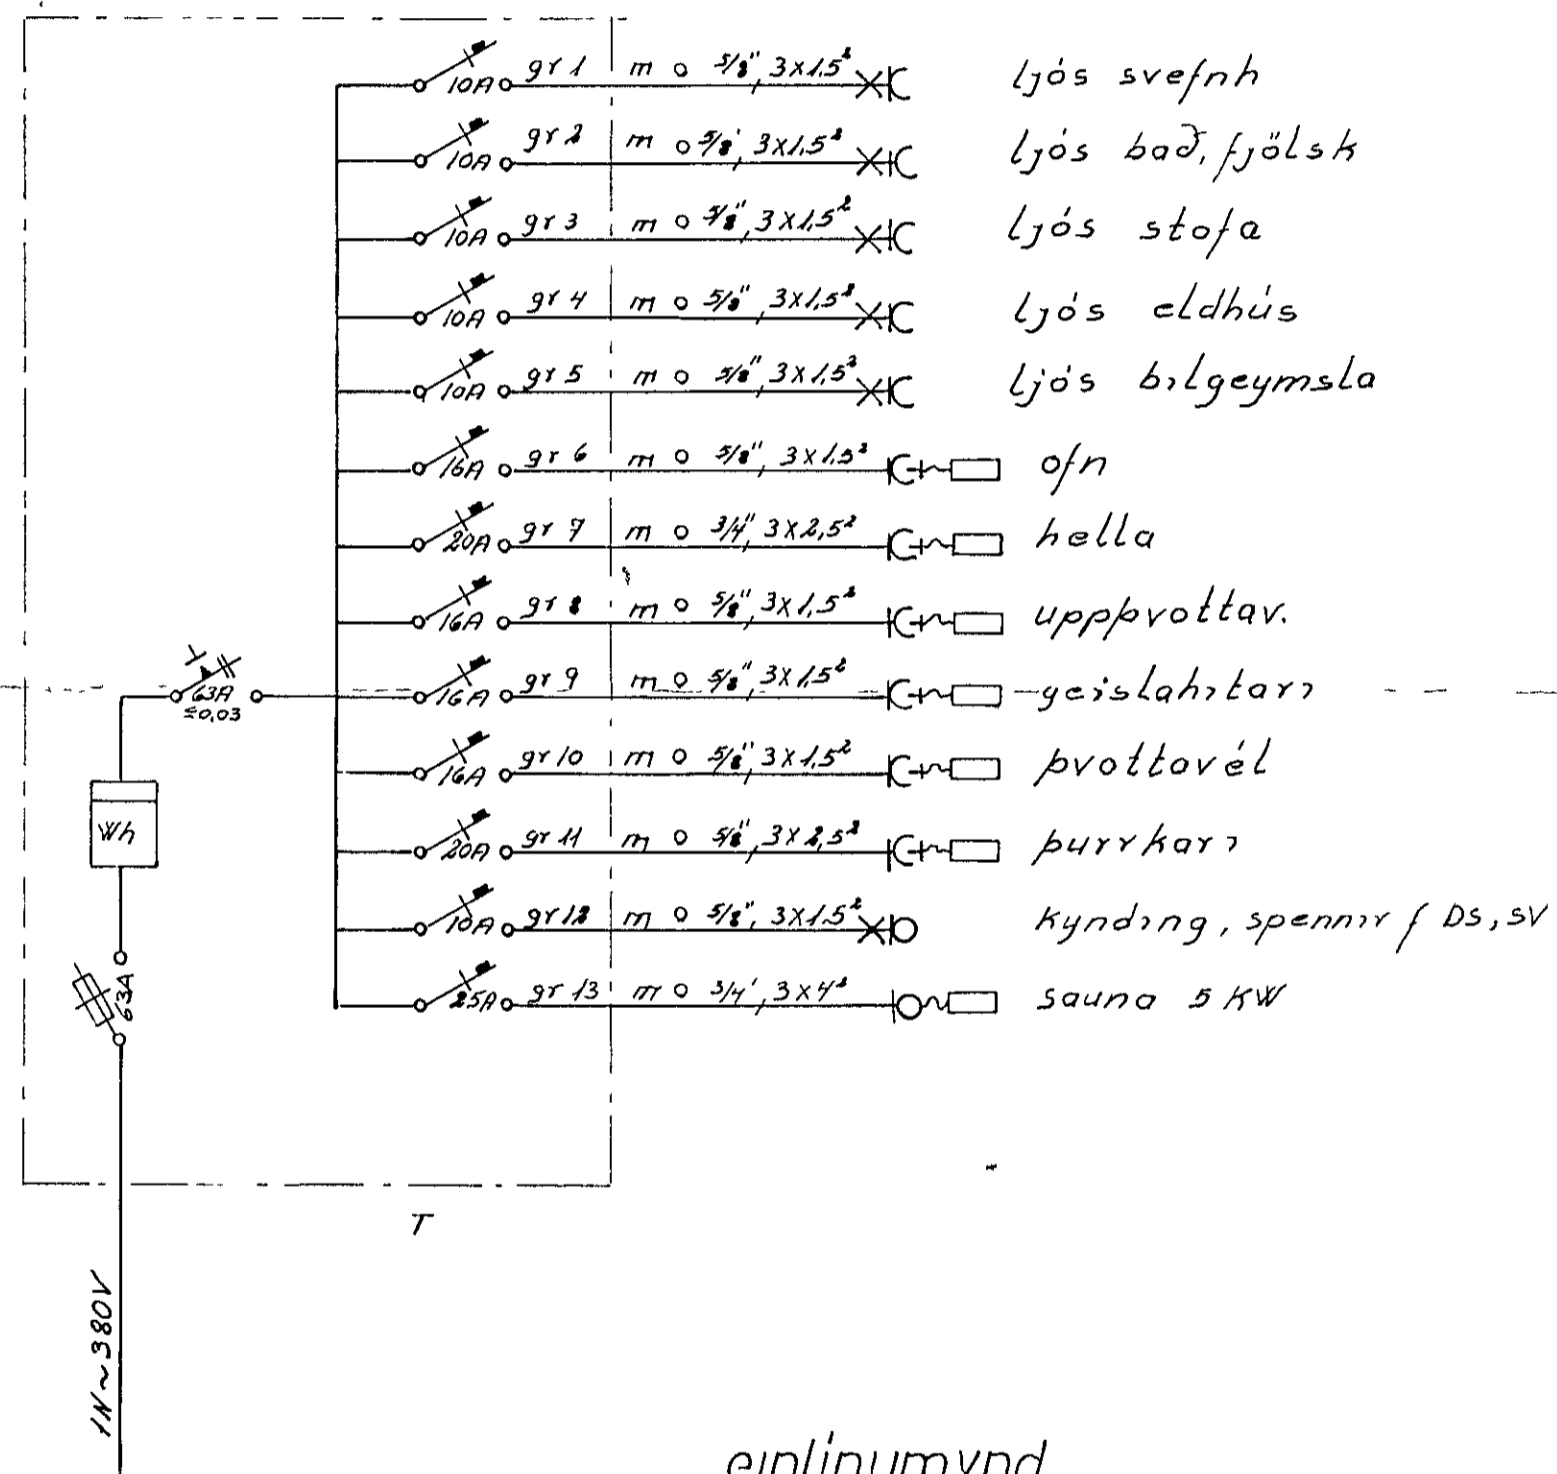 10A gr 1 m o 5/8", 3x1,5² ljós svefnh
10A gr 2 m o 5/8', 3x1,5² ljós bað, fjölsk
10A gr 3 m o 5/8", 3x1,5² ljós stofa
10A gr 4 m o 5/8", 3x1,5² ljós eldhús
10A gr 5 m o 5/8", 3x1,5² ljós bílgeymsla
16A gr 6 m o 5/8", 3x1,5² ofn
20A gr 7 m o 3/4", 3x2,5² hella
16A gr 8 m o 5/8", 3x1,5² uppþvottav.
63A
≤0,03
16A gr 9 m o 5/8", 3x1,5² geislahitari
16A gr 10 m o 5/8", 3x1,5² þvottavél
Wh
20A gr 11 m o 5/8", 3x2,5² þurrkari
10A gr 12 m o 5/8", 3x1,5² kynding, spennir f DS, SV
63A
25A gr 13 m o 3/4', 3x4² sauna 5 KW
T
1N~380V
einlínumynd